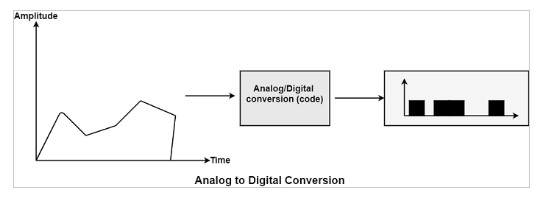 Amplitude
Analog/Digital
conversion (code)
Time
Analog to Digital Conversion